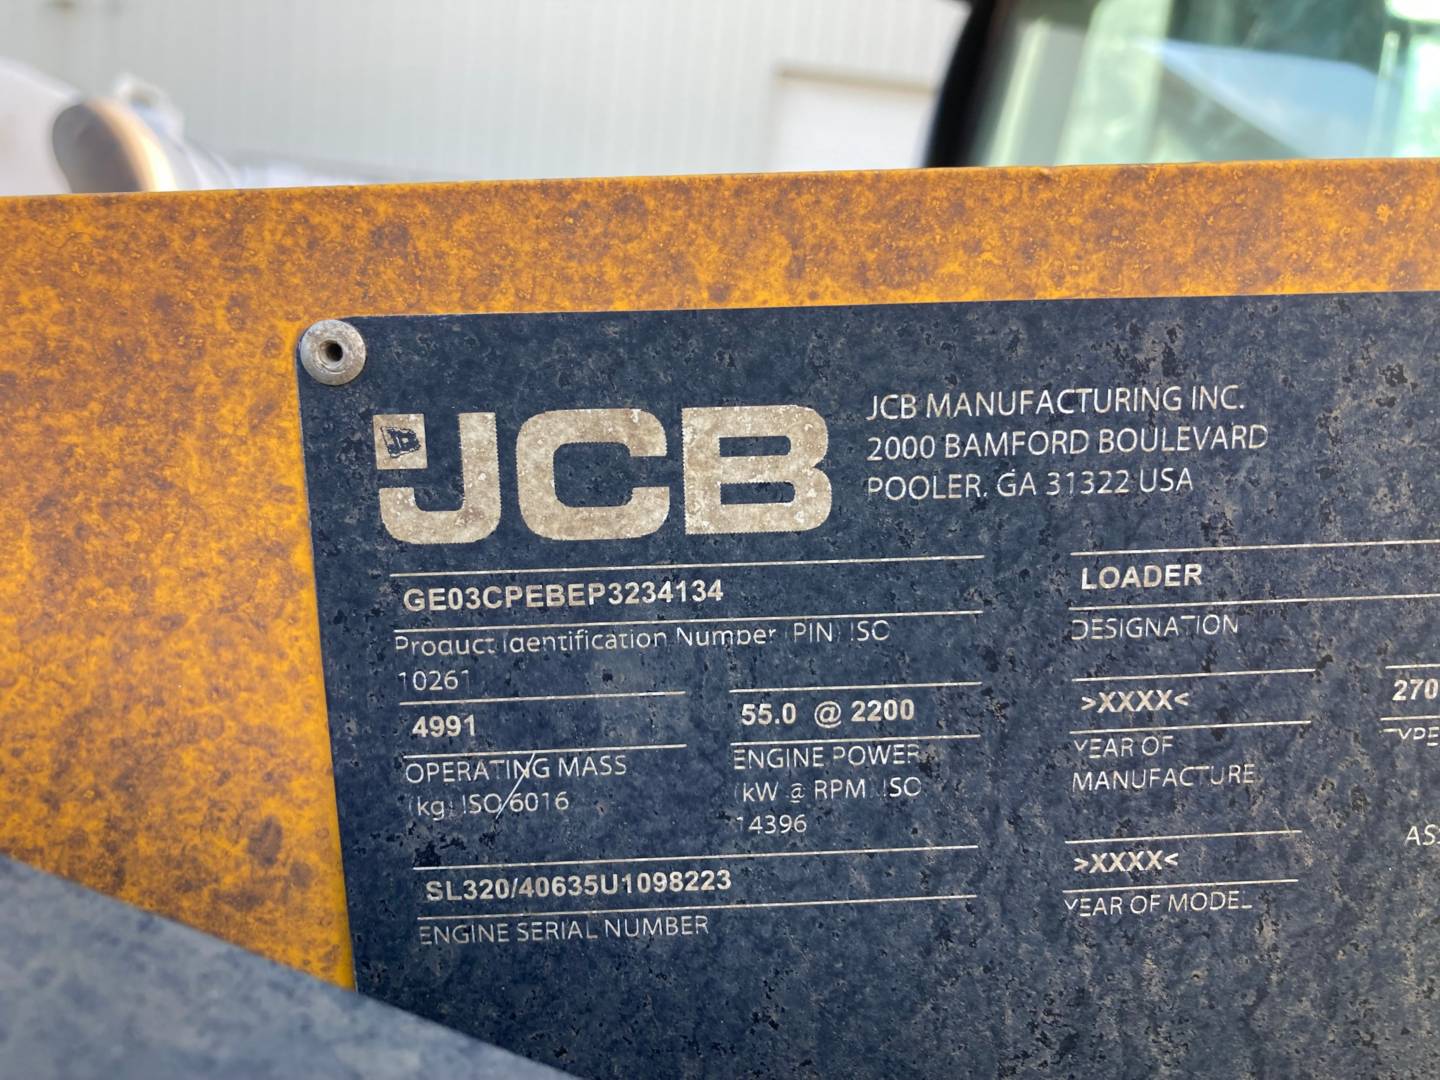 JCB
JCB MANUFACTURING INC.
2000 BAMFORD BOULEVARD
POOLER, GA 31322 USA
GE03CPEBEP3234134
Product Identification Number (PIN) ISO
10261
LOADER
DESIGNATION
4991
OPERATING MASS
(kg) ISO 6016
55.0 @ 2200
ENGINE POWER
(kW @ RPM) ISO
14396
>XXXX<
YEAR OF
MANUFACTURE
270
TYPE
SL320/40635U1098223
ENGINE SERIAL NUMBER
>XXXX<
YEAR OF MODEL